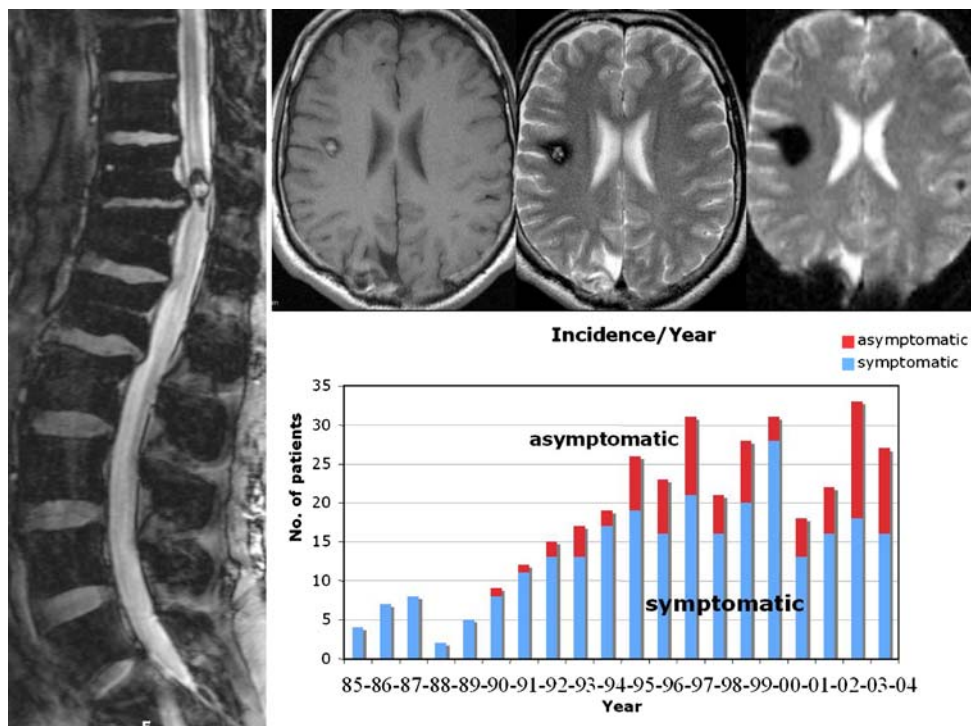 Incidence/Year
asymptomatic
symptomatic
35
30
25
20
15
10
5
0
No. of patients
asymptomatic
symptomatic
85-86-87-88-89-90-91-92-93-94-95-96-97-98-99-00-01-02-03-04
Year